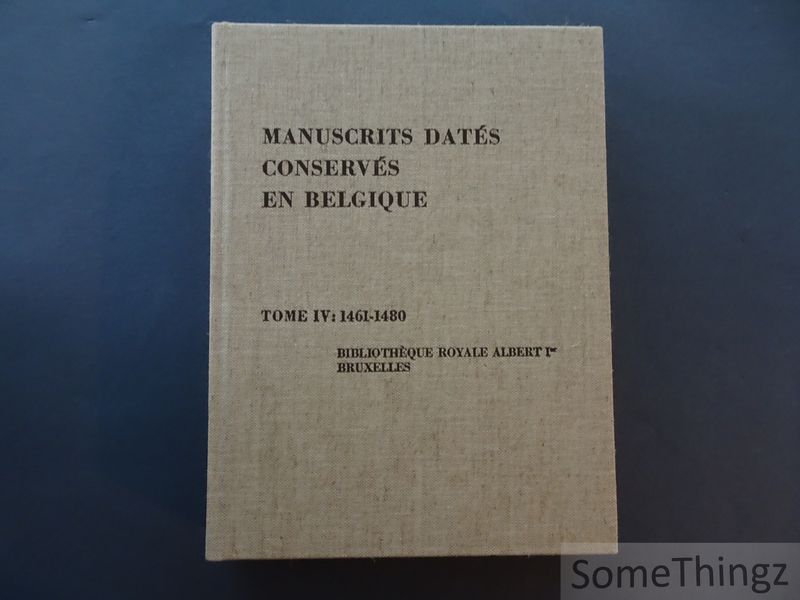 MANUSCRITS DATÉS
CONSERVÉS
EN BELGIQUE
TOME IV: 1461-1480
BIBLIOTHÈQUE ROYALE ALBERT Ier
BRUXELLES
SomeThingz